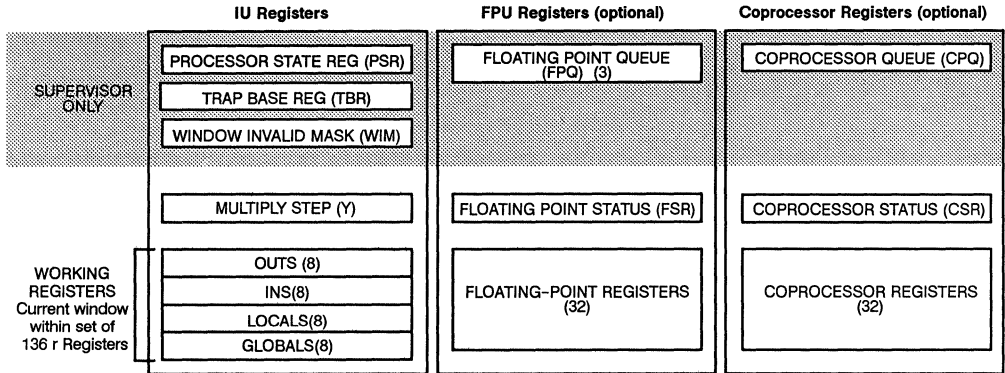 IU Registers
FPU Registers (optional)
Coprocessor Registers (optional)
SUPERVISOR
ONLY
PROCESSOR STATE REG (PSR)
TRAP BASE REG (TBR)
WINDOW INVALID MASK (WIM)
FLOATING POINT QUEUE
(FPQ) (3)
COPROCESSOR QUEUE (CPQ)
MULTIPLY STEP (Y)
FLOATING POINT STATUS (FSR)
COPROCESSOR STATUS (CSR)
WORKING
REGISTERS
Current window
within set of
136 r Registers
OUTS (8)
INS(8)
LOCALS(8)
GLOBALS(8)
FLOATING-POINT REGISTERS
(32)
COPROCESSOR REGISTERS
(32)